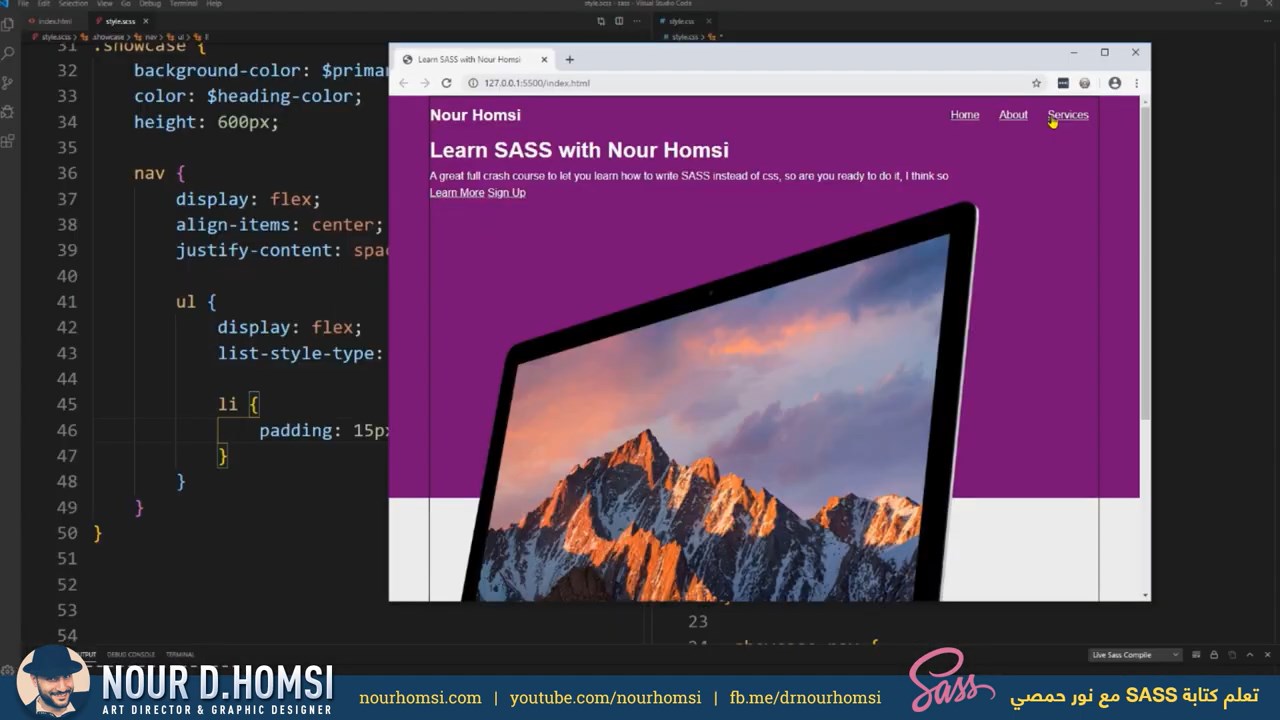 File Edit Selection View Go Debug Terminal Help
style.scss - sass - Visual Studio Code
index.html
style.scss
style.css
style.scss > .showcase > nav > ul > li
style.css >
31 .showcase {
32 background-color: $primar
33 color: $heading-color;
34 height: 600px;
35
36 nav {
37 display: flex;
38 align-items: center;
39 justify-content: spac
40
41 ul {
42 display: flex;
43 list-style-type:
44
45 li {
46 padding: 15px
47 }
48 }
49 }
50 }
51
52
53
54
Learn SASS with Nour Homsi
127.0.0.1:5500/index.html
Nour Homsi
Home About Services
Learn SASS with Nour Homsi
A great full crash course to let you learn how to write SASS instead of css, so are you ready to do it, I think so
Learn More Sign Up
23
24
DEBUG CONSOLE TERMINAL
Live Sass Compile
NOUR D.HOMSI
ART DIRECTOR & GRAPHIC DESIGNER
nourhomsi.com | youtube.com/nourhomsi | fb.me/drnourhomsi
Sass
تعلم كتابة SASS مع نور حمصي